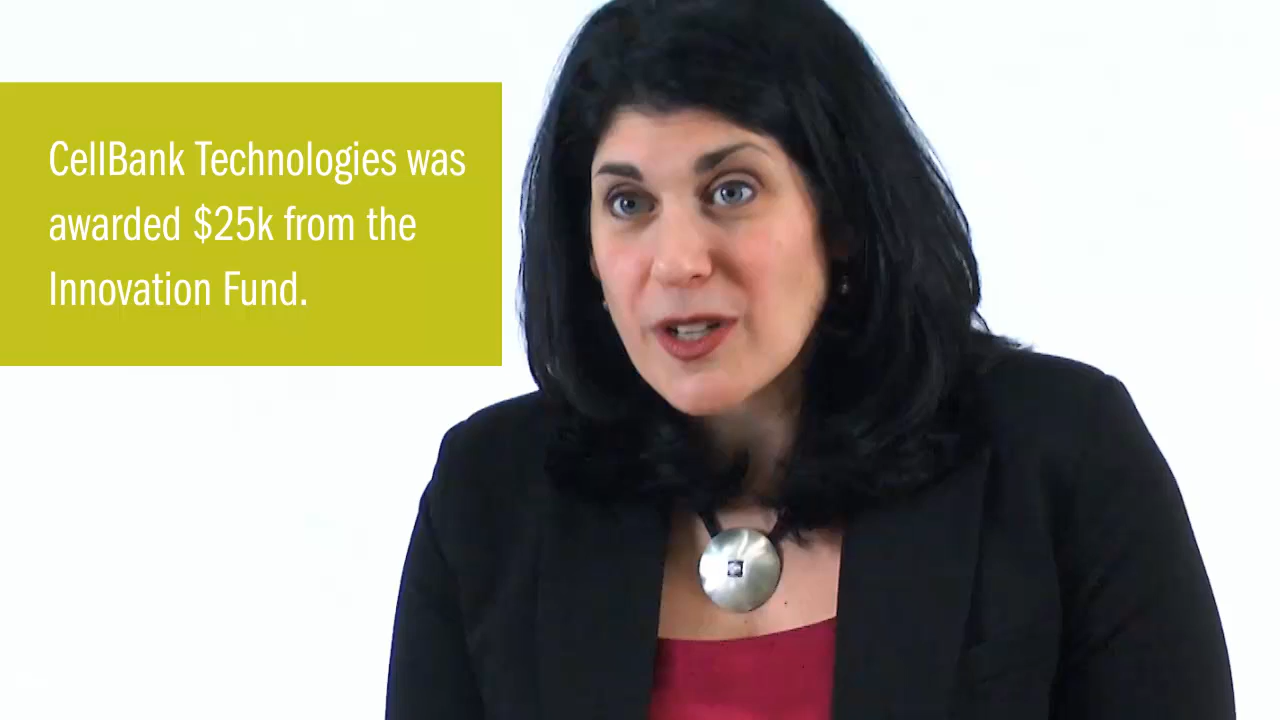 CellBank Technologies was
awarded $25k from the
Innovation Fund.